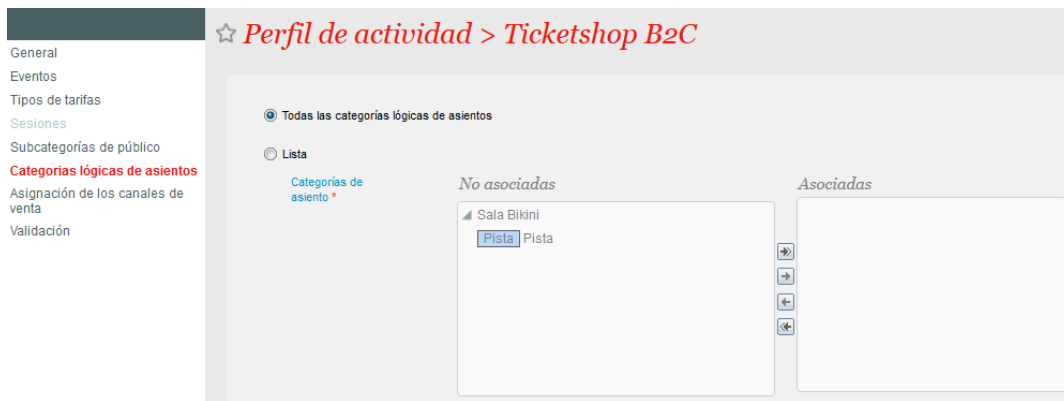 Perfil de actividad > Ticketshop B2C
General
Eventos
Tipos de tarifas
Sesiones
Subcategorías de público
Categorias lógicas de asientos
Asignación de los canales de
venta
Validación
Todas las categorías lógicas de asientos
Lista
Categorías de
asiento *
No asociadas
Sala Bikini
Pista Pista
Asociadas